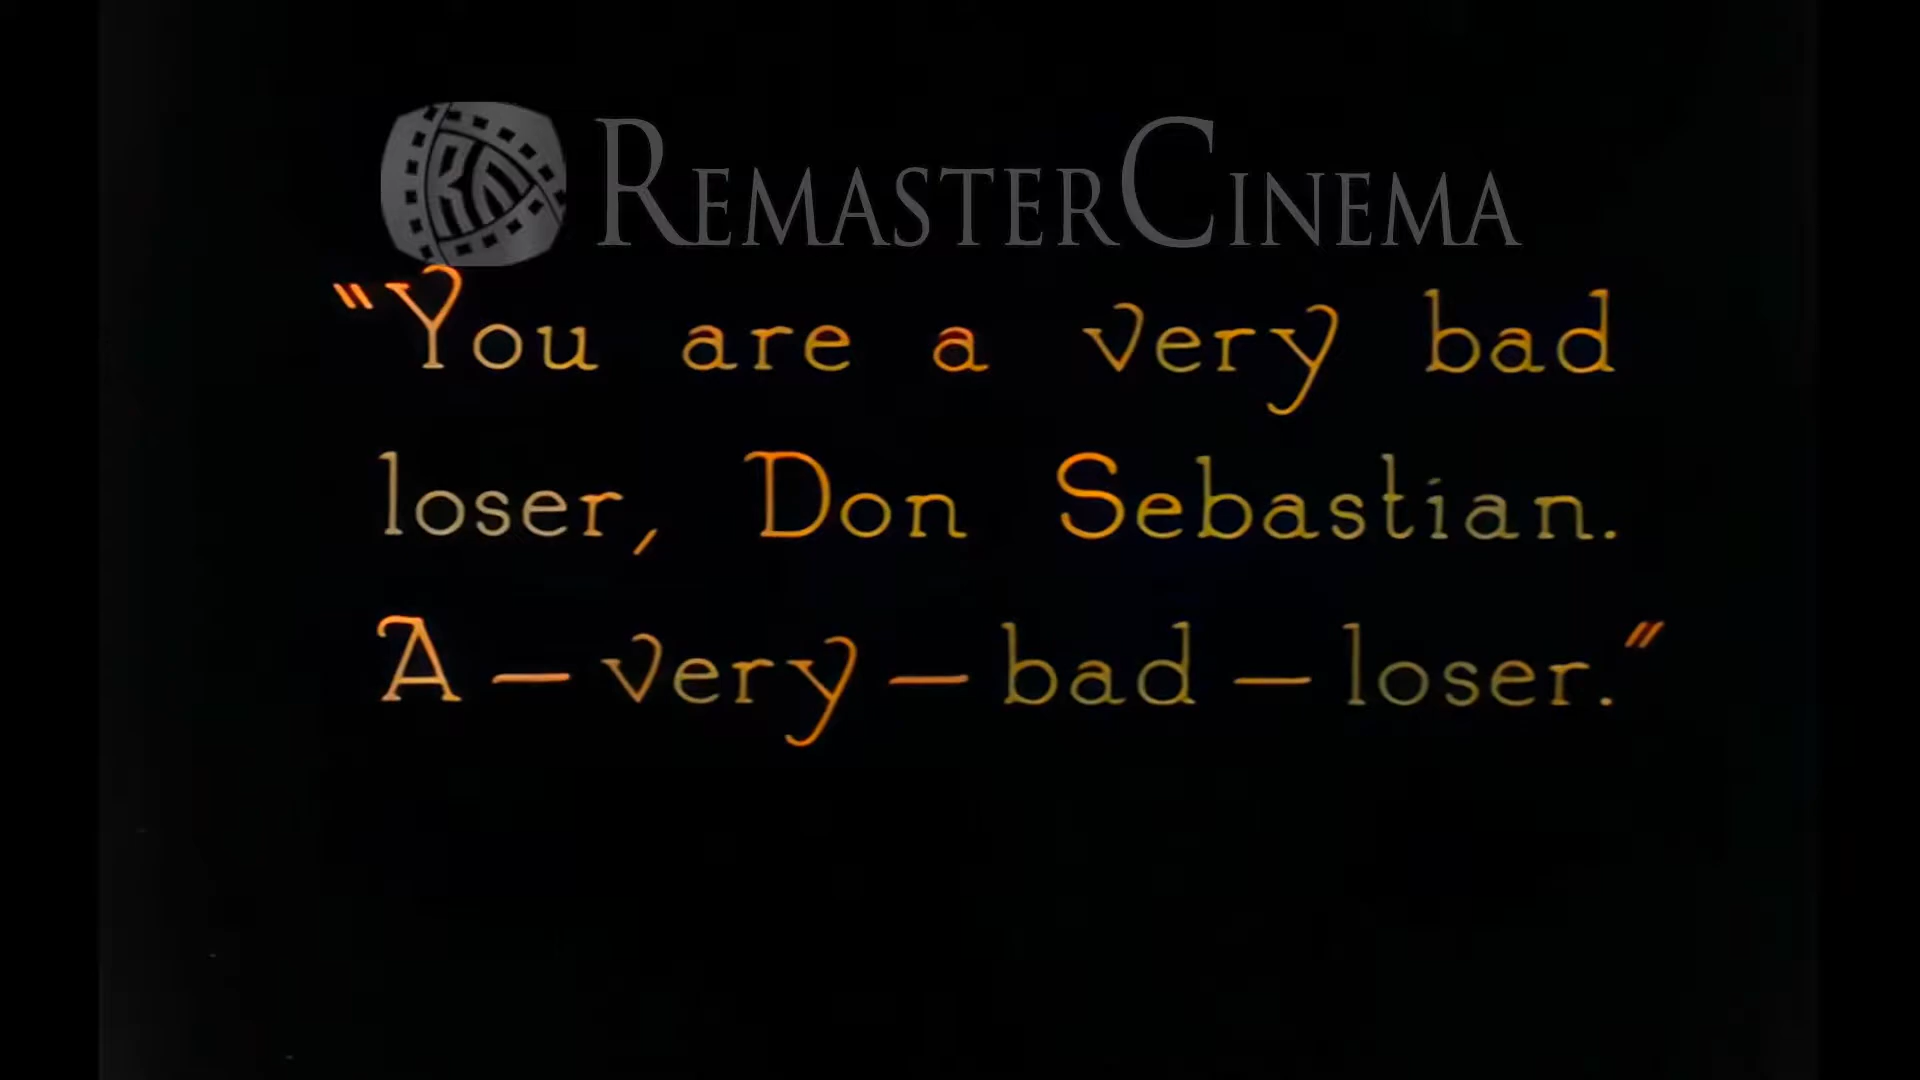 REMASTERCINEMA
"You are a very bad
loser, Don Sebastian.
A—very—bad—loser."